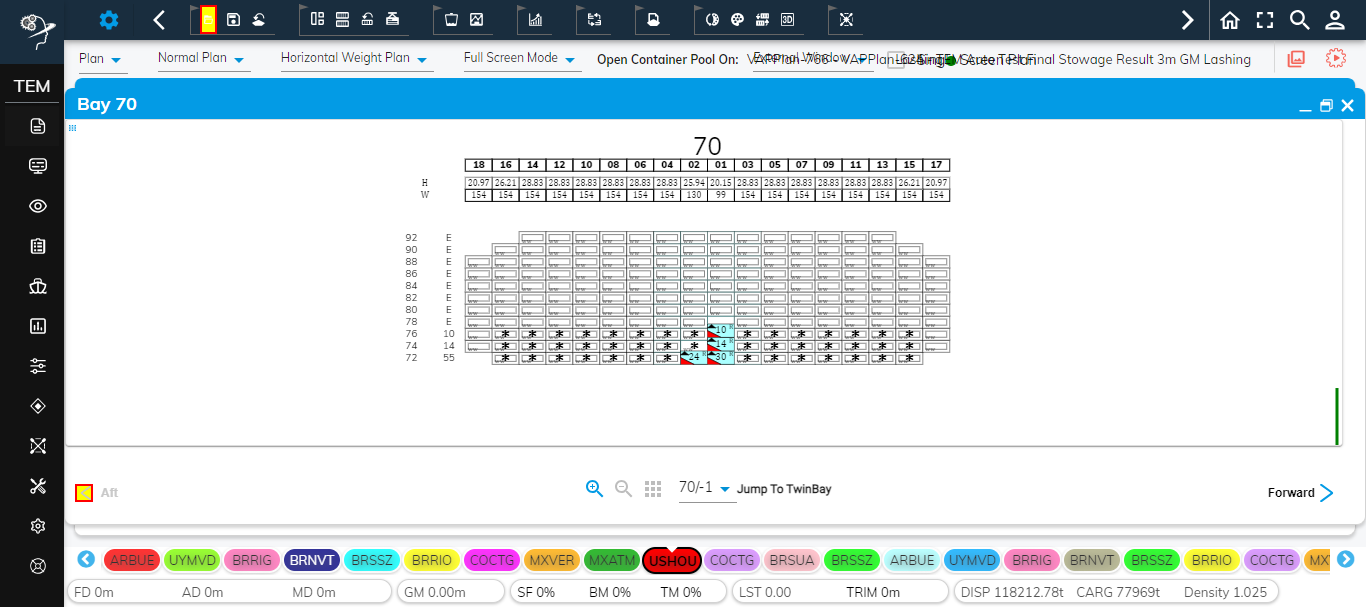 TEM
Plan
Normal Plan
Horizontal Weight Plan
Full Screen Mode
Open Container Pool On:
External Window
GM Auto Test Final Stowage Result 3m GM Lashing
Bay 70
70
18 16 14 12 10 08 06 04 02 01 03 05 07 09 11 13 15 17
H 20.97 26.21 28.83 28.83 28.83 28.83 28.83 28.83 25.94 20.15 28.83 28.83 28.83 28.83 28.83 28.83 26.21 20.97
W 154 154 154 154 154 154 154 154 130 99 154 154 154 154 154 154 154 154
92 E
90 E
88 E
86 E
84 E
82 E
80 E
78 E
76 10 * * * * * * * * 10 R * * * * * * *
74 14 * * * * * * * * 14 R * * * * * * *
72 55 * * * * * * * 24 R 30 R * * * * * * *
Aft
70/-1
Jump To TwinBay
Forward
ARBUE UYMVD BRRIG BRNVT BRSSZ BRRIO COCTG MXVER MXATM USHOU COCTG BRSUA BRSSZ ARBUE UYMVD BRRIG BRNVT BRSSZ BRRIO COCTG MX
FD 0m AD 0m MD 0m GM 0.00m SF 0% BM 0% TM 0% LST 0.00 TRIM 0m DISP 118212.78t CARG 77969t Density 1.025